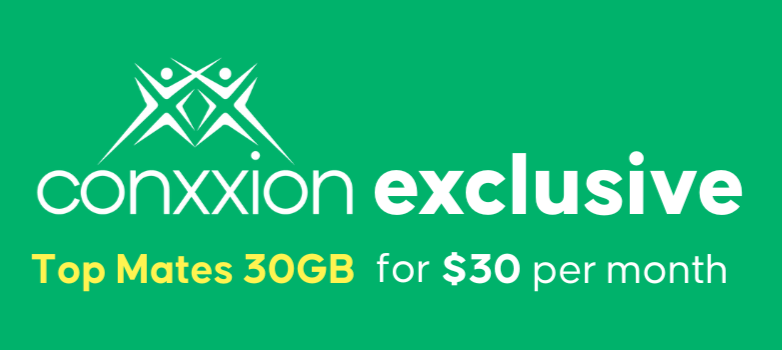 conxxion exclusive
Top Mates 30GB for $30 per month